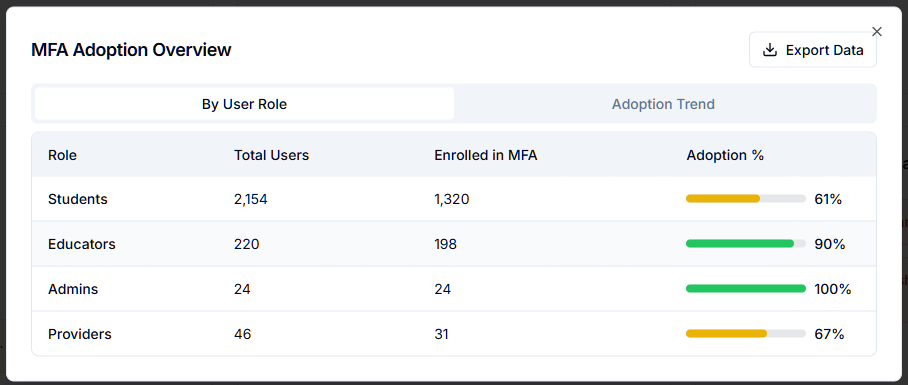 MFA Adoption Overview
Export Data
By User Role Adoption Trend
Role Total Users Enrolled in MFA Adoption %
Students 2,154 1,320 61%
Educators 220 198 90%
Admins 24 24 100%
Providers 46 31 67%